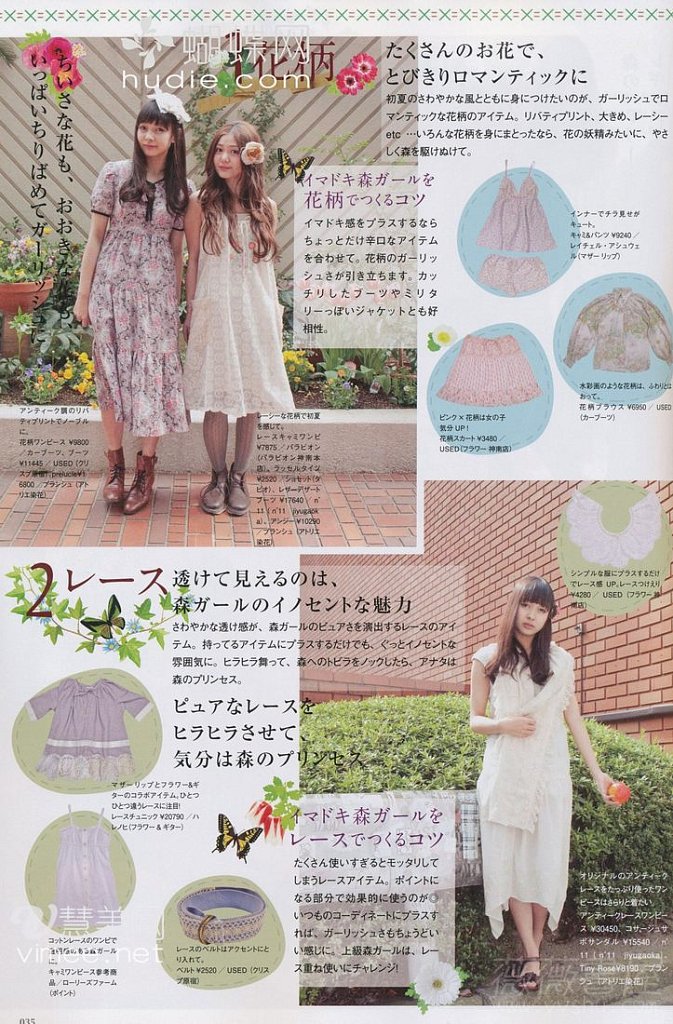 蝴蝶网
hudie.com
1花柄
ちいさな花も、おおきな花も、
いっぱいちりばめてガーリッシュに
たくさんのお花で、
とびきりロマンティックに
初夏のさわやかな風とともに身につけたいのが、ガーリッシュでロ
マンティックな花柄のアイテム。リバティプリント、大きめ、レーシー
etc …いろんな花柄を身にまとったなら、花の妖精みたいに、やさ
しく森を駆けぬけて。
イマドキ森ガールを
花柄でつくるコツ
イマドキ感をプラスするなら
ちょっとだけ辛口なアイテム
を合わせて。花柄のガーリッ
シュさが引き立ちます。カッ
チリしたブーツやミリタ
リーっぽいジャケットとも好
相性。
インナーでチラ見せが
キュート。
キャミ&パンツ ¥9240／
レイチェル・アシュウェ
ル(マザー リップ)
水彩画のような花柄は、ふわりとは
おって。
花柄ブラウス ¥6950／USED
(カーブーツ)
ピンク×花柄は女の子
気分 UP！
花柄スカート ¥3480／
USED(フラワー 神南店)
アンティーク調のリバ
ティプリントでノーブル
に。
花柄ワンピース ¥9800
／カーブーツ、ブーツ
¥11445／USED (クリ
レーシーな花柄で初夏
を感じて。
レースキャミワンピ
¥7875／パラビオン
(パラビオン神南本
店)、ラッセルタイツ
¥2520／
ブーツ ¥17640／n'
11 (n'11 jiyugaoka
)、アンジー¥10290／
ブランシュ(アトリエ
染花)
2レース
透けて見えるのは、
森ガールのイノセントな魅力
さわやかな透け感が、森ガールのピュアさを演出するレースのアイ
テム。持ってるアイテムにプラスするだけでも、ぐっとイノセントな
雰囲気に。ヒラヒラ舞って、森へのトビラをノックしたら、アナタは
森のプリンセス。
ピュアなレースを
ヒラヒラさせて、
気分は森のプリンセス
シンプルな服にプラスするだけ
でレース感 UP。レースつけえり
¥4280／USED (フラワー 神
南店)
マザーリップとフラワー&ギ
ターのコラボアイテム。ひとつ
ひとつ違うレースに注目！
レースチュニック ¥20790／ハ
レノヒ(フラワー & ギター)
コットンレースのワンピで
キャミワンピース参考商
品／ローリーズファーム
(ポイント)
レースのベルトはアクセントにと
り入れて。
ベルト¥2520／USED (クリスプ
原宿)
イマドキ森ガールを
レースでつくるコツ
たくさん使いすぎるとモッタリして
しまうレースアイテム。ポイントに
なる部分で効果的に使うのが◎
いつものコーディネートにプラスす
れば、ガーリッシュさもちょうどい
い感じに。上級森ガールは、レー
ス重ね使いにチャレンジ！
オリジナルのアンティーク
レースをたっぷり使ったワン
ピースはさらりと着たい
アンティークレースワンピー
ス ¥30450、コサージュサ
ボサンダル ¥15540／n'
11 (n'11 jiyugaoka)、
Tiny Rose¥8190／ブラン
シュ(アトリエ染花)
035